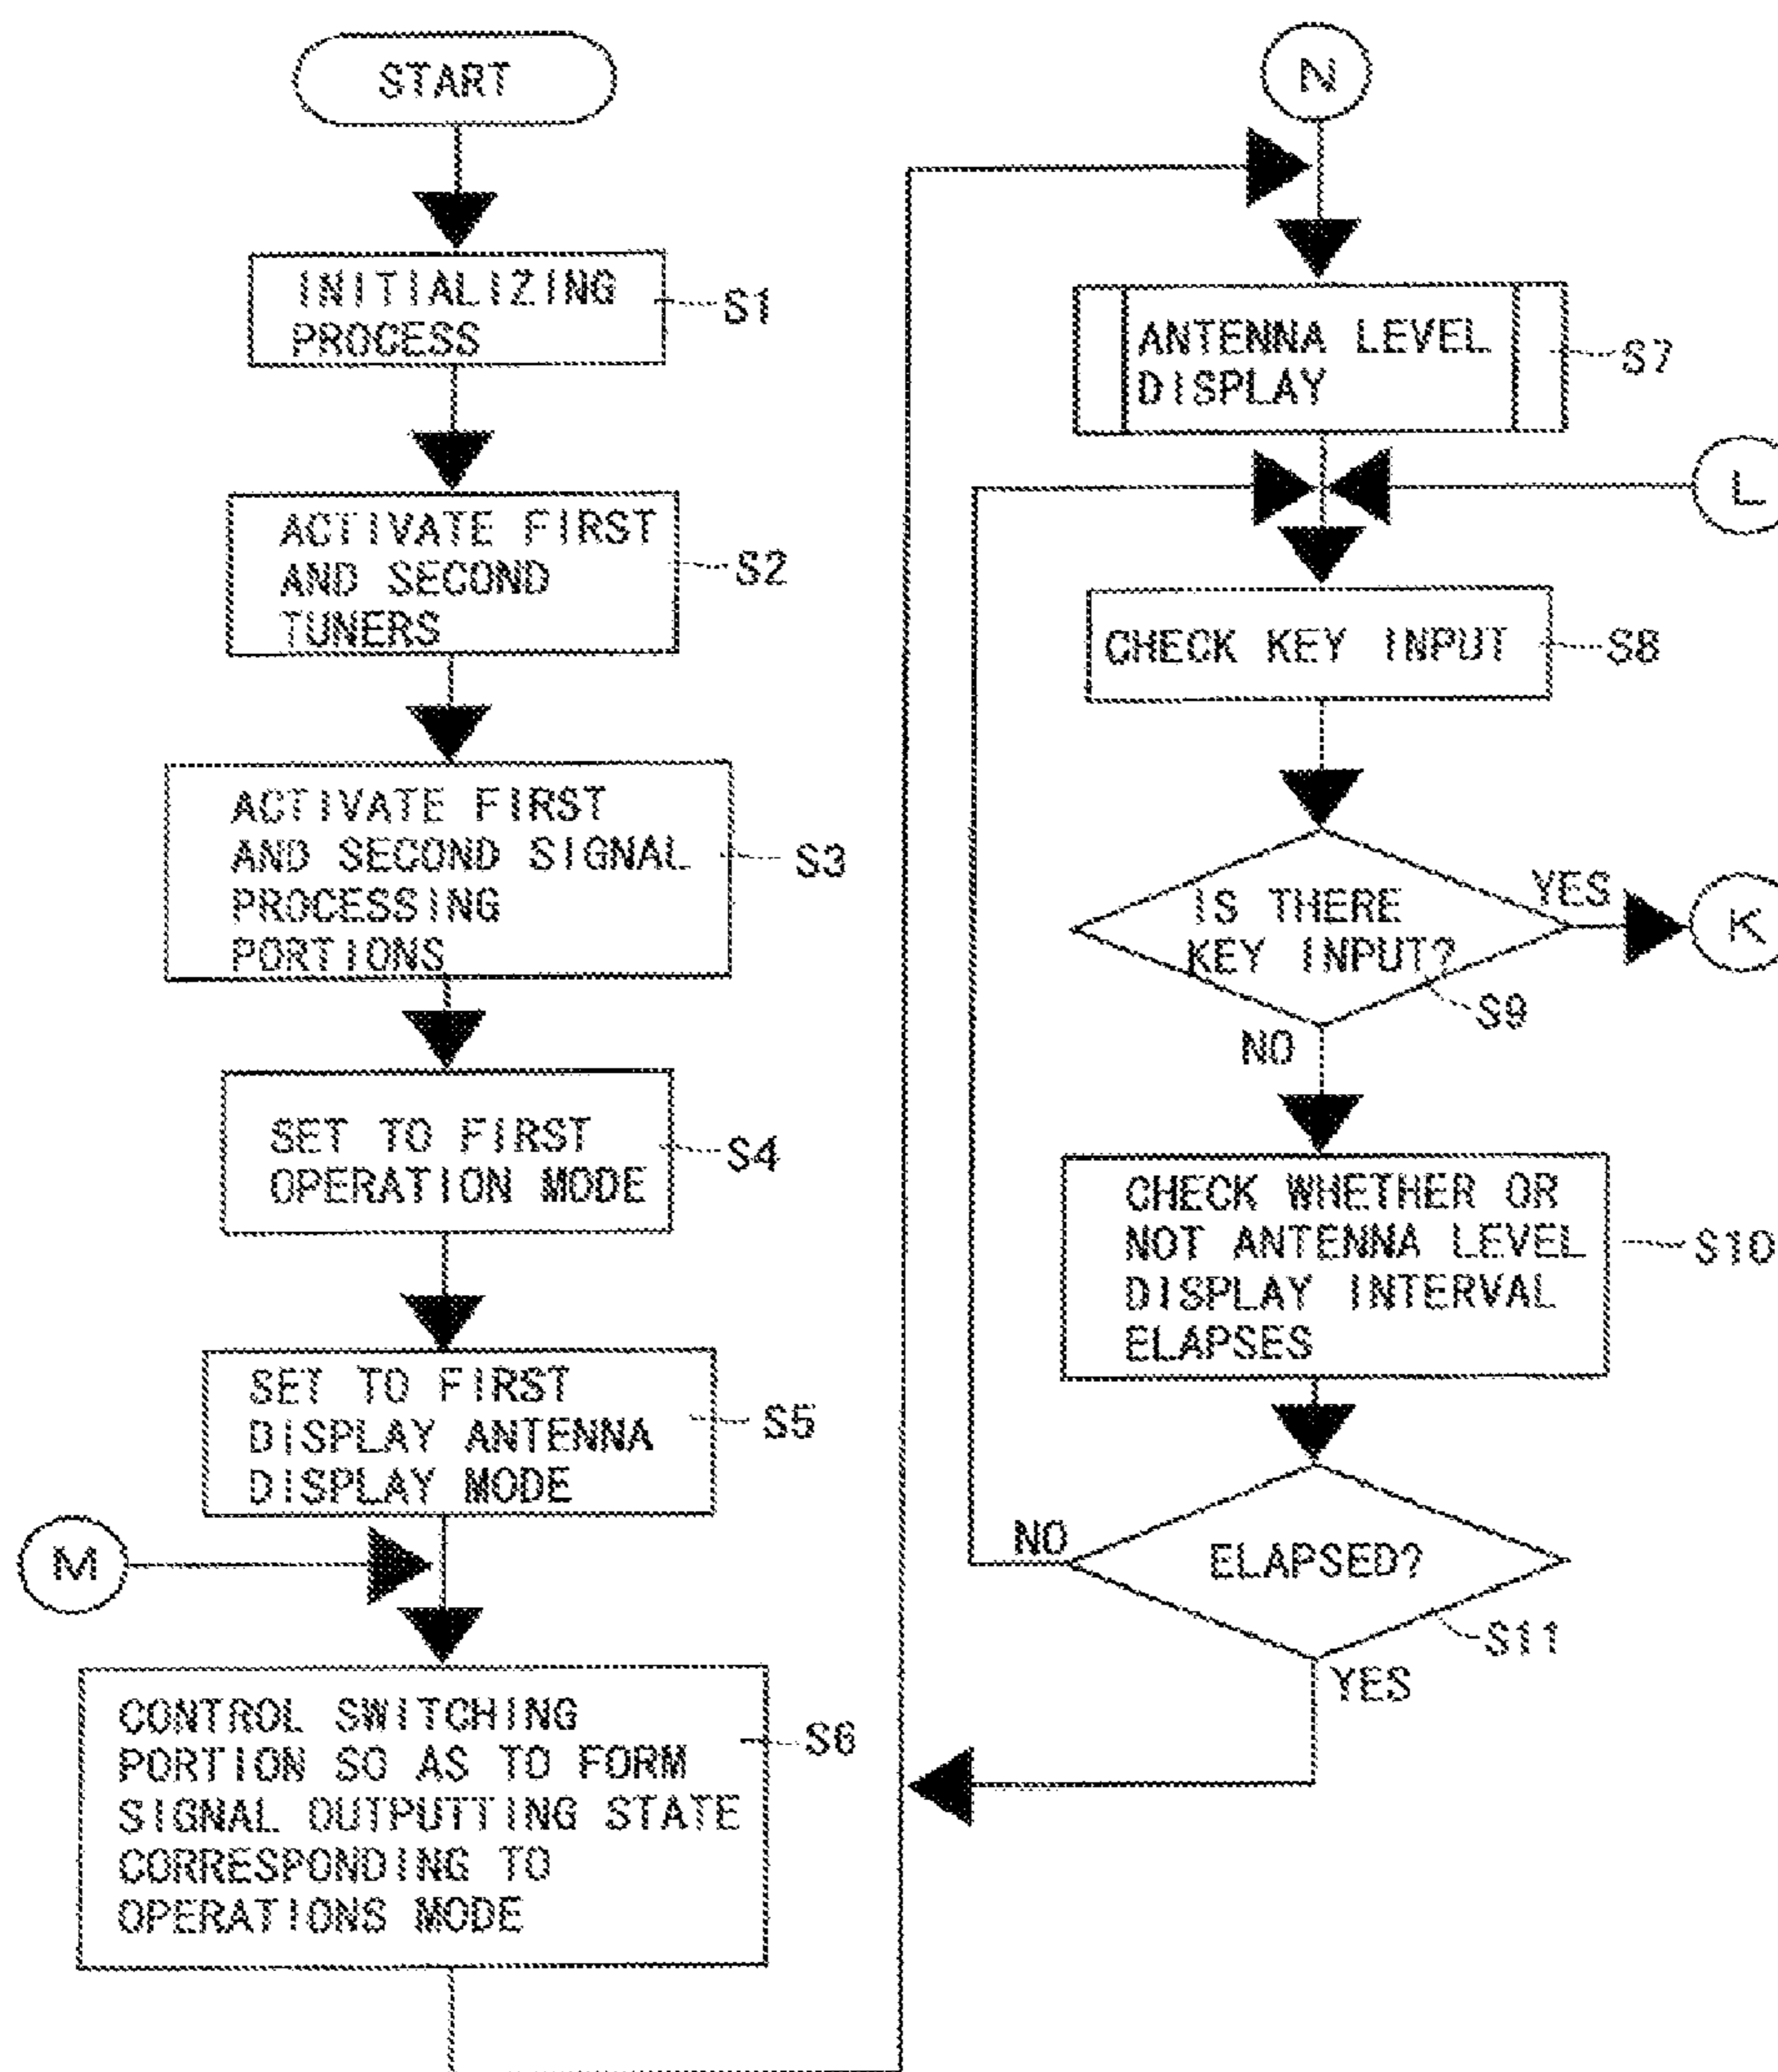 START
INITIALIZING
PROCESS
S1
ACTIVATE FIRST
AND SECOND
TUNERS
S2
ACTIVATE FIRST
AND SECOND SIGNAL
PROCESSING
PORTIONS
S3
SET TO FIRST
OPERATION MODE
S4
SET TO FIRST
DISPLAY ANTENNA
DISPLAY MODE
S5
M
CONTROL SWITCHING
PORTION SO AS TO FORM
SIGNAL OUTPUTTING STATE
CORRESPONDING TO
OPERATIONS MODE
S6
N
ANTENNA LEVEL
DISPLAY
S7
L
CHECK KEY INPUT
S8
IS THERE
KEY INPUT?
YES
K
S9
NO
CHECK WHETHER OR
NOT ANTENNA LEVEL
DISPLAY INTERVAL
ELAPSES
S10
NO
ELAPSED?
S11
YES